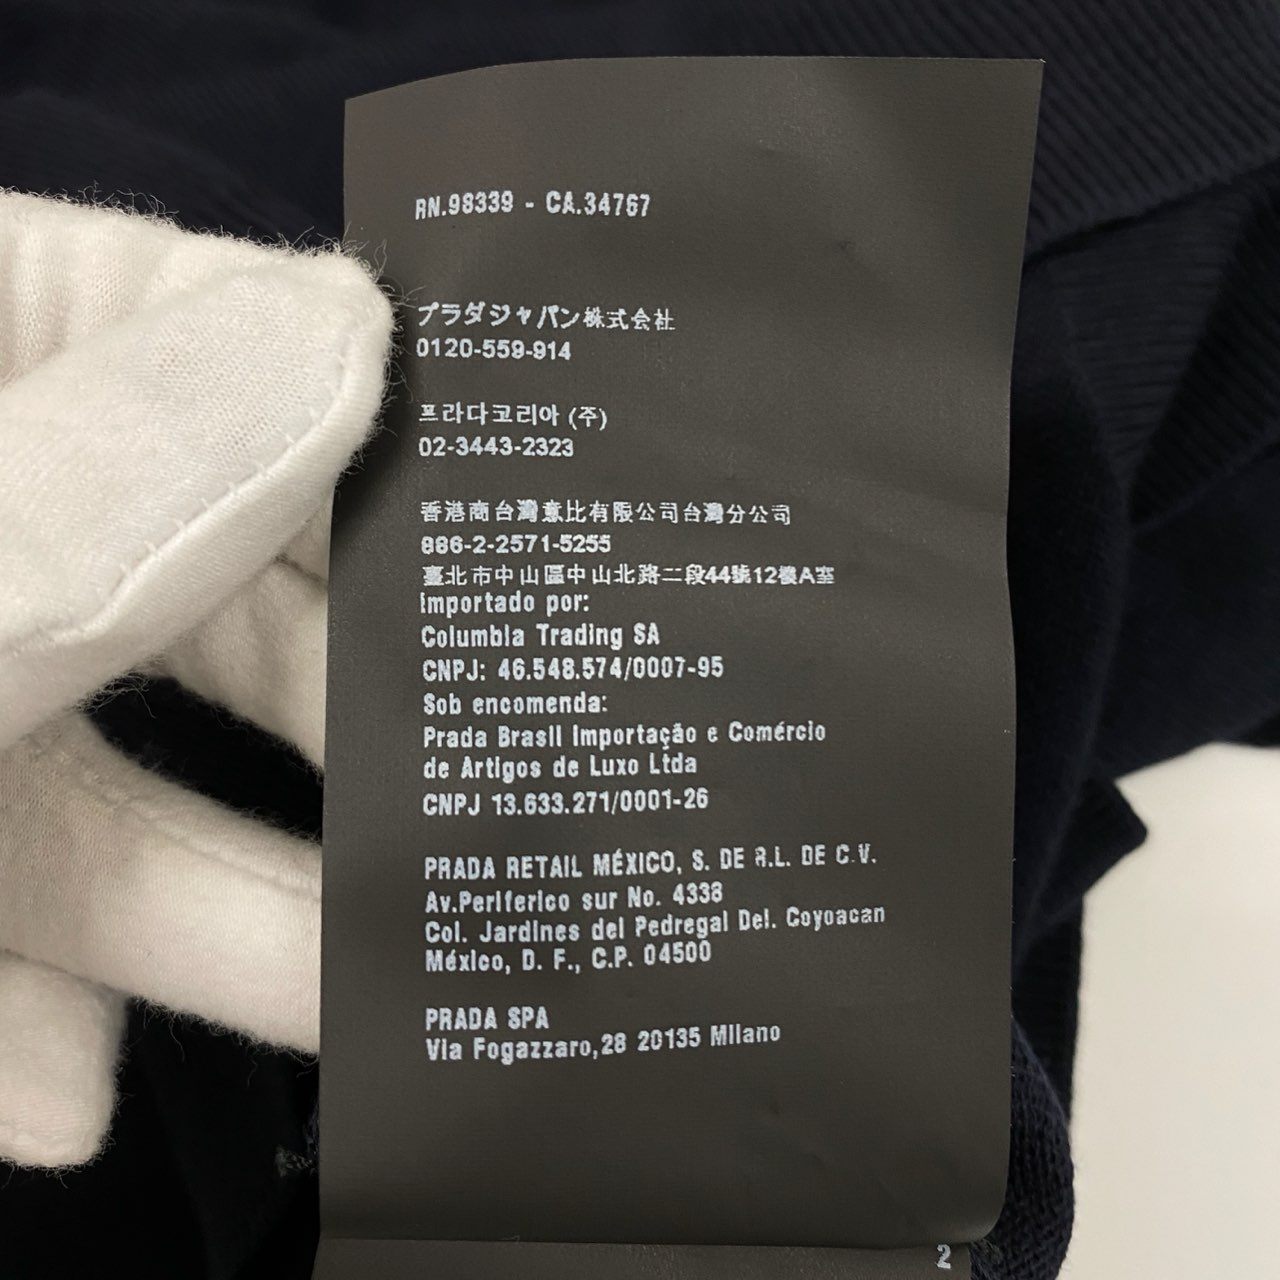 RN.98339 - CA.34767
プラダジャパン株式会社
0120-559-914
프라다코리아 (주)
02-3443-2323
香港商台灣意比有限公司台灣分公司
886-2-2571-5255
臺北市中山區中山北路二段44號12樓A室
Importado por:
Columbia Trading SA
CNPJ: 46.548.574/0007-95
Sob encomenda:
Prada Brasil Importação e Comércio
de Artigos de Luxo Ltda
CNPJ 13.633.271/0001-26
PRADA RETAIL MÉXICO, S. DE R.L. DE C.V.
Av.Periferico sur No. 4338
Col. Jardines del Pedregal Del. Coyoacan
México, D. F., C.P. 04500
PRADA SPA
Via Fogazzaro,28 20135 Milano
2